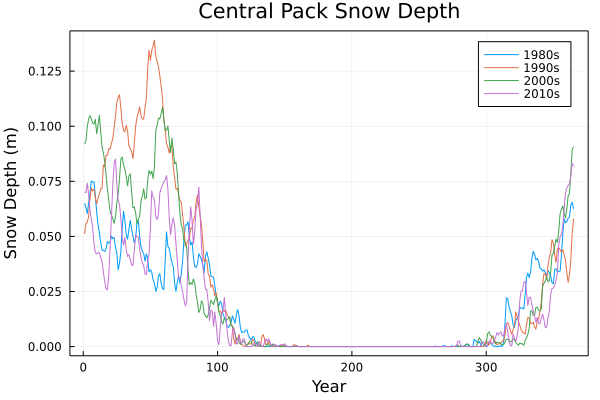 Central Pack Snow Depth
1980s
1990s
2000s
2010s
Snow Depth (m)
0.125
0.100
0.075
0.050
0.025
0.000
0 100 200 300
Year